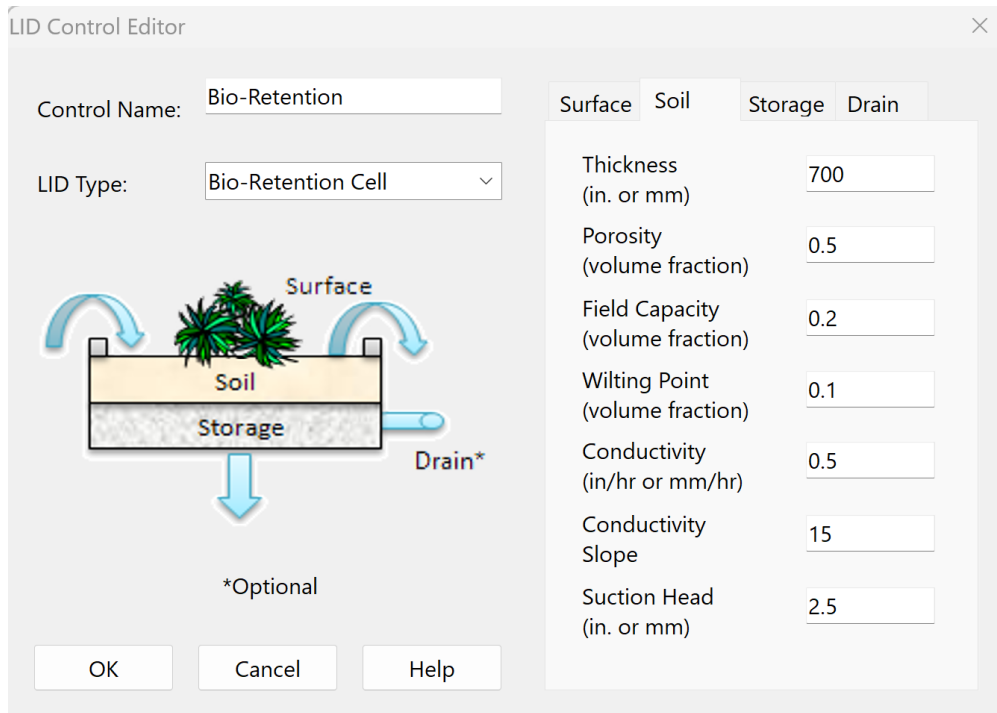 LID Control Editor
Control Name: Bio-Retention
LID Type: Bio-Retention Cell
Surface
Soil
Storage
Drain*
*Optional
OK Cancel Help
Surface Soil Storage Drain
Thickness
(in. or mm) 700
Porosity
(volume fraction) 0.5
Field Capacity
(volume fraction) 0.2
Wilting Point
(volume fraction) 0.1
Conductivity
(in/hr or mm/hr) 0.5
Conductivity
Slope 15
Suction Head
(in. or mm) 2.5